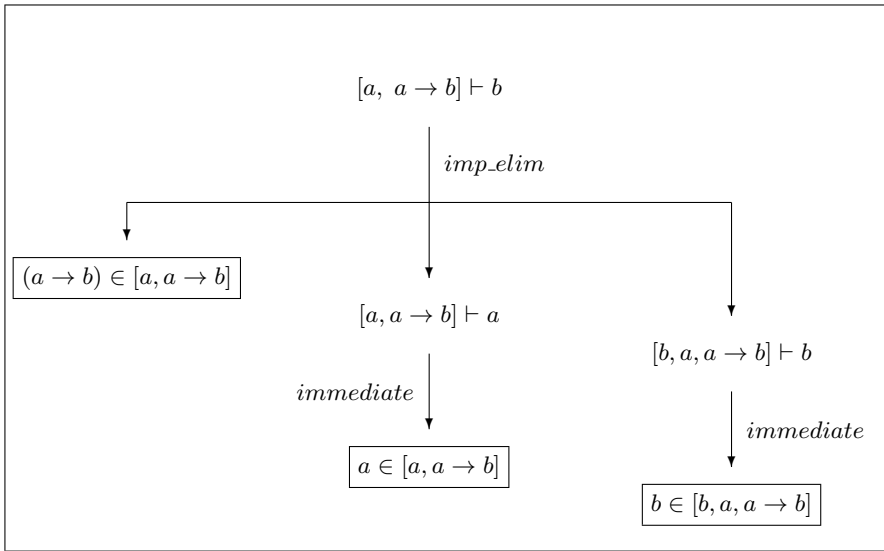 [a, a → b] ⊢ b
imp_elim
(a → b) ∈ [a, a → b]
[a, a → b] ⊢ a
[b, a, a → b] ⊢ b
immediate
immediate
a ∈ [a, a → b]
b ∈ [b, a, a → b]